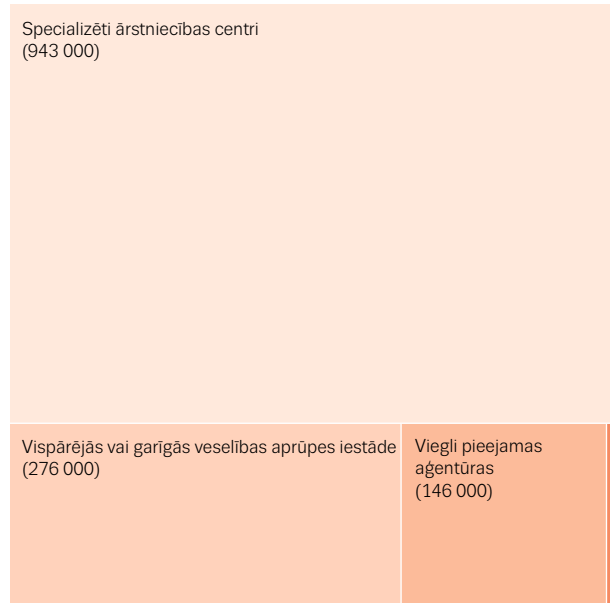 Specializēti ārstniecības centri
(943 000)
Vispārējās vai garīgās veselības aprūpes iestāde
(276 000)
Viegli pieejamas
aģentūras
(146 000)